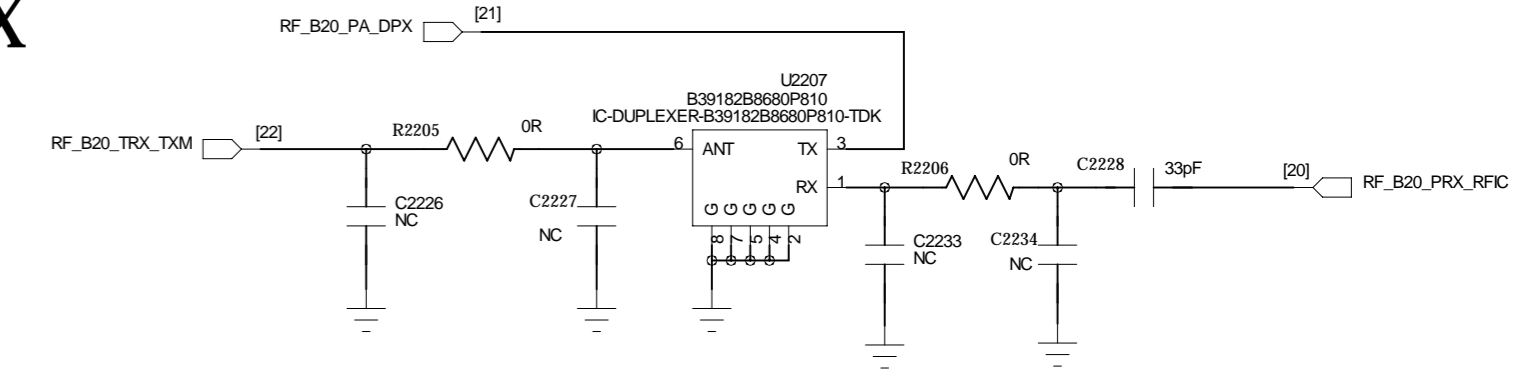 X
RF_B20_PA_DPX
[21]
U2207
B39182B8680P810
IC-DUPLEXER-B39182B8680P810-TDK
RF_B20_TRX_TXM
[22]
R2205
0R
6
ANT
TX
3
RX
1
G G G G G
8 7 5 4 2
C2226
NC
C2227
NC
R2206
0R
C2228
33pF
[20]
RF_B20_PRX_RFIC
C2233
NC
C2234
NC